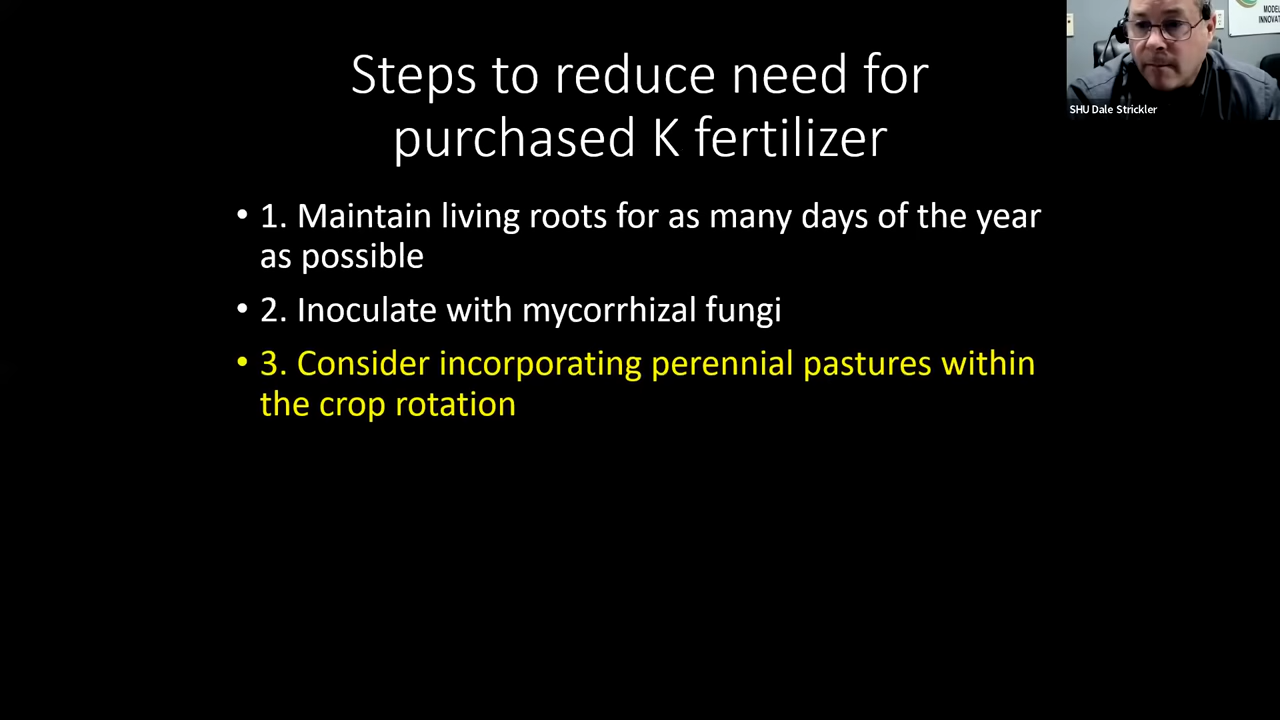 Steps to reduce need for
purchased K fertilizer
• 1. Maintain living roots for as many days of the year
as possible
• 2. Inoculate with mycorrhizal fungi
• 3. Consider incorporating perennial pastures within
the crop rotation
MODEL
SHU Dale Strickler